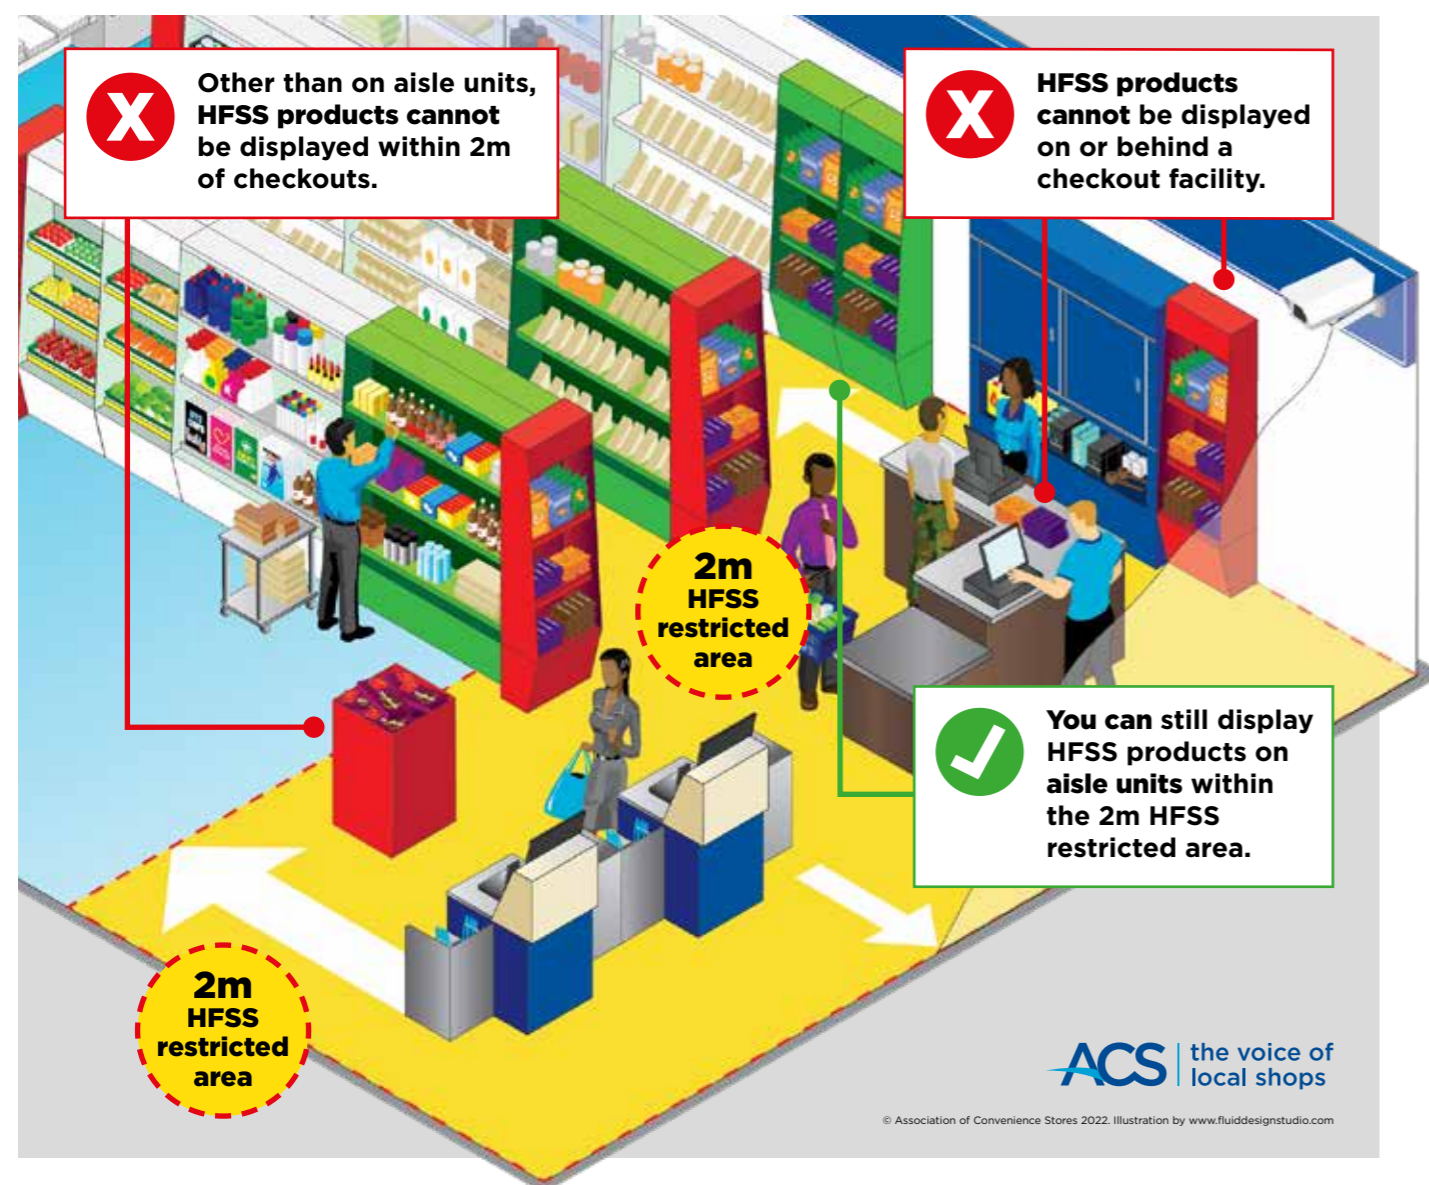 X
Other than on aisle units,
HFSS products cannot
be displayed within 2m
of checkouts.
X
HFSS products
cannot be displayed
on or behind a
checkout facility.
2m
HFSS
restricted
area
You can still display
HFSS products on
aisle units within
the 2m HFSS
restricted area.
2m
HFSS
restricted
area
ACS
the voice of
local shops
© Association of Convenience Stores 2022. Illustration by www.fluiddesignstudio.com